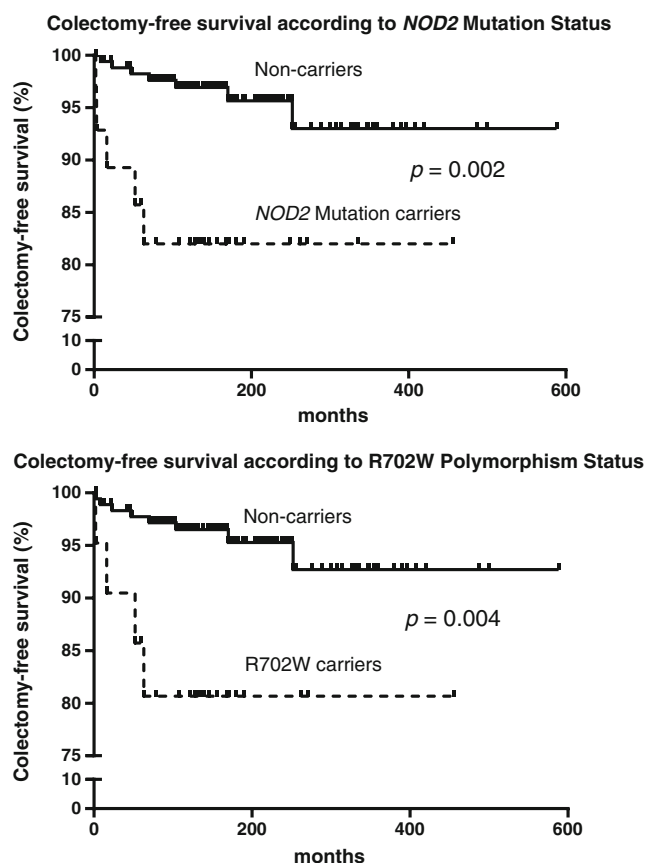 Colectomy-free survival according to NOD2 Mutation Status
Colectomy-free survival (%)
100
95
90
85
80
75
10
0
Non-carriers
p = 0.002
NOD2 Mutation carriers
0 200 400 600
months
Colectomy-free survival according to R702W Polymorphism Status
Colectomy-free survival (%)
100
95
90
85
80
75
10
0
Non-carriers
p = 0.004
R702W carriers
0 200 400 600
months